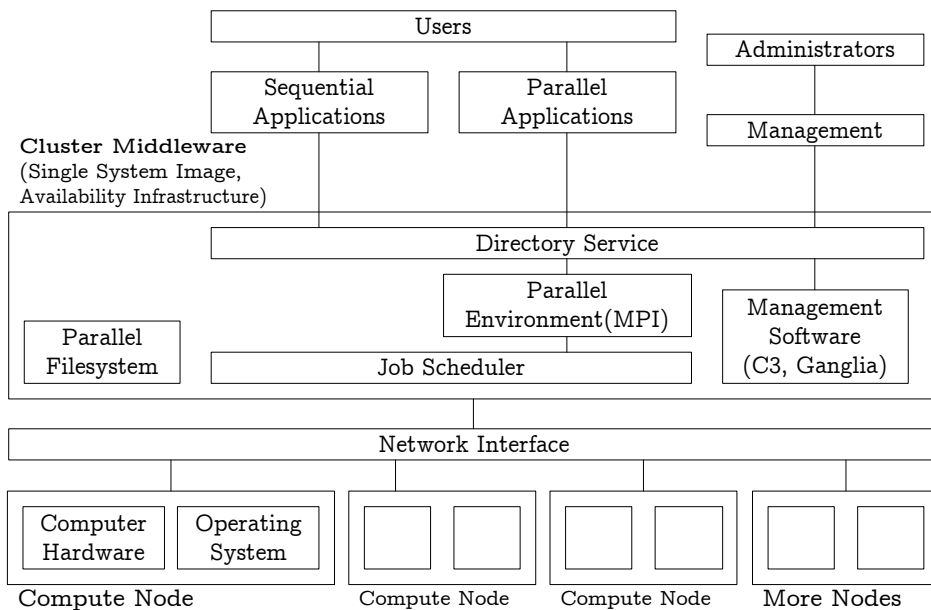 Users
Administrators
Sequential
Applications
Parallel
Applications
Management
Cluster Middleware
(Single System Image,
Availability Infrastructure)
Directory Service
Parallel
Environment(MPI)
Management
Software
(C3, Ganglia)
Parallel
Filesystem
Job Scheduler
Network Interface
Computer
Hardware
Operating
System
Compute Node
Compute Node
Compute Node
More Nodes